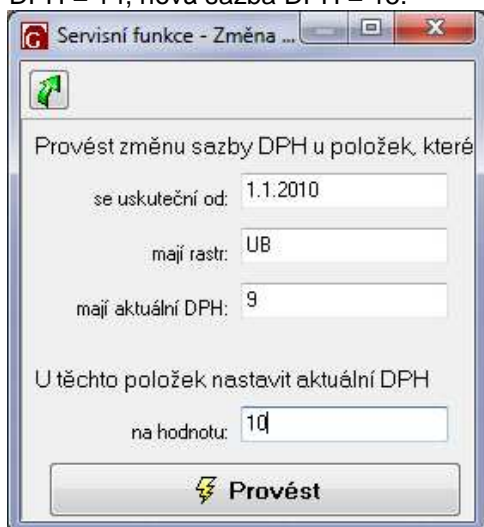 Servisní funkce - Změna ...
Provést změnu sazby DPH u položek, které
se uskuteční od: 1.1.2010
mají rastr: UB
mají aktuální DPH: 9
U těchto položek nastavit aktuální DPH
na hodnotu: 10
Provést